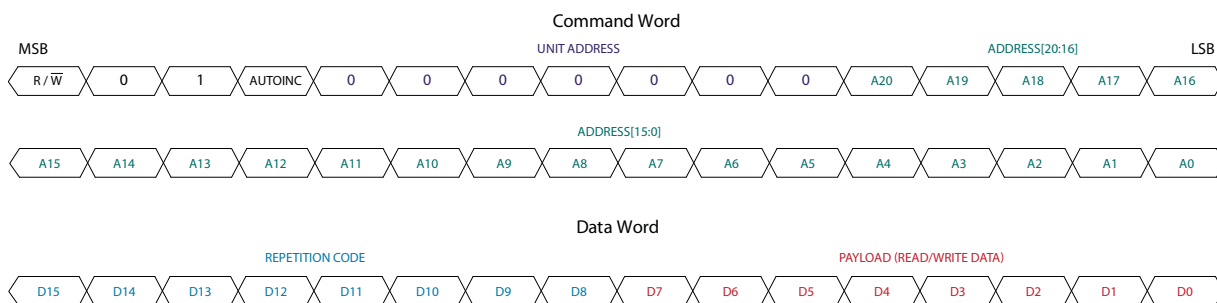 Command Word
MSB UNIT ADDRESS ADDRESS[20:16] LSB
R / W̅ 0 1 AUTOINC 0 0 0 0 0 0 0 A20 A19 A18 A17 A16
ADDRESS[15:0]
A15 A14 A13 A12 A11 A10 A9 A8 A7 A6 A5 A4 A3 A2 A1 A0
Data Word
REPETITION CODE PAYLOAD (READ/WRITE DATA)
D15 D14 D13 D12 D11 D10 D9 D8 D7 D6 D5 D4 D3 D2 D1 D0